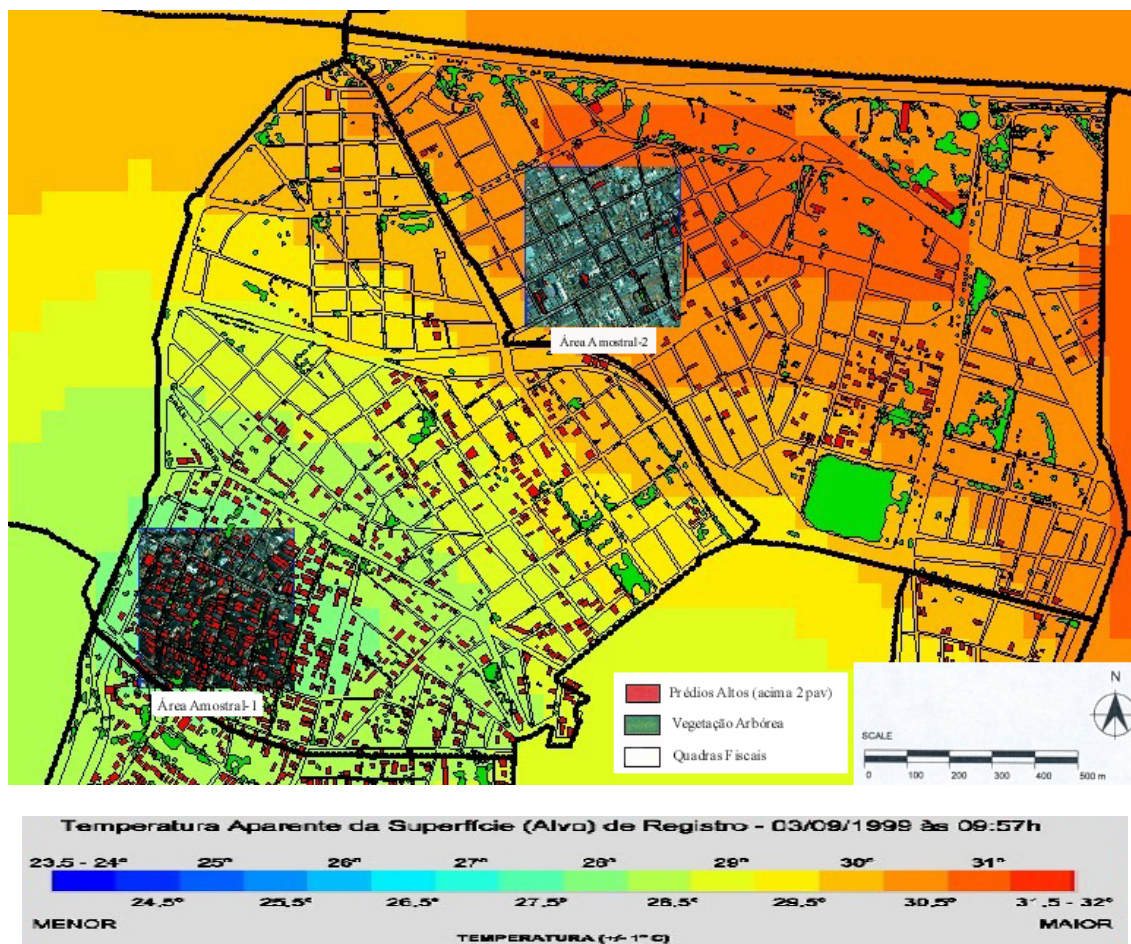 Área Amostral-2
Área Amostral-1
Prédios Altos (acima 2 pav)
Vegetação Arbórea
Quadras Fiscais
N
SCALE
0 100 200 300 400 500 m
Temperatura Aparente da Superfície (Alvo) de Registro - 03/09/1999 às 09:57h
23,5 - 24° 25° 26° 27° 28° 29° 30° 31°
24,5° 25,5° 26,5° 27,5° 28,5° 29,5° 30,5° 31,5 - 32°
MENOR MAIOR
TEMPERATURA (+/- 1° C)